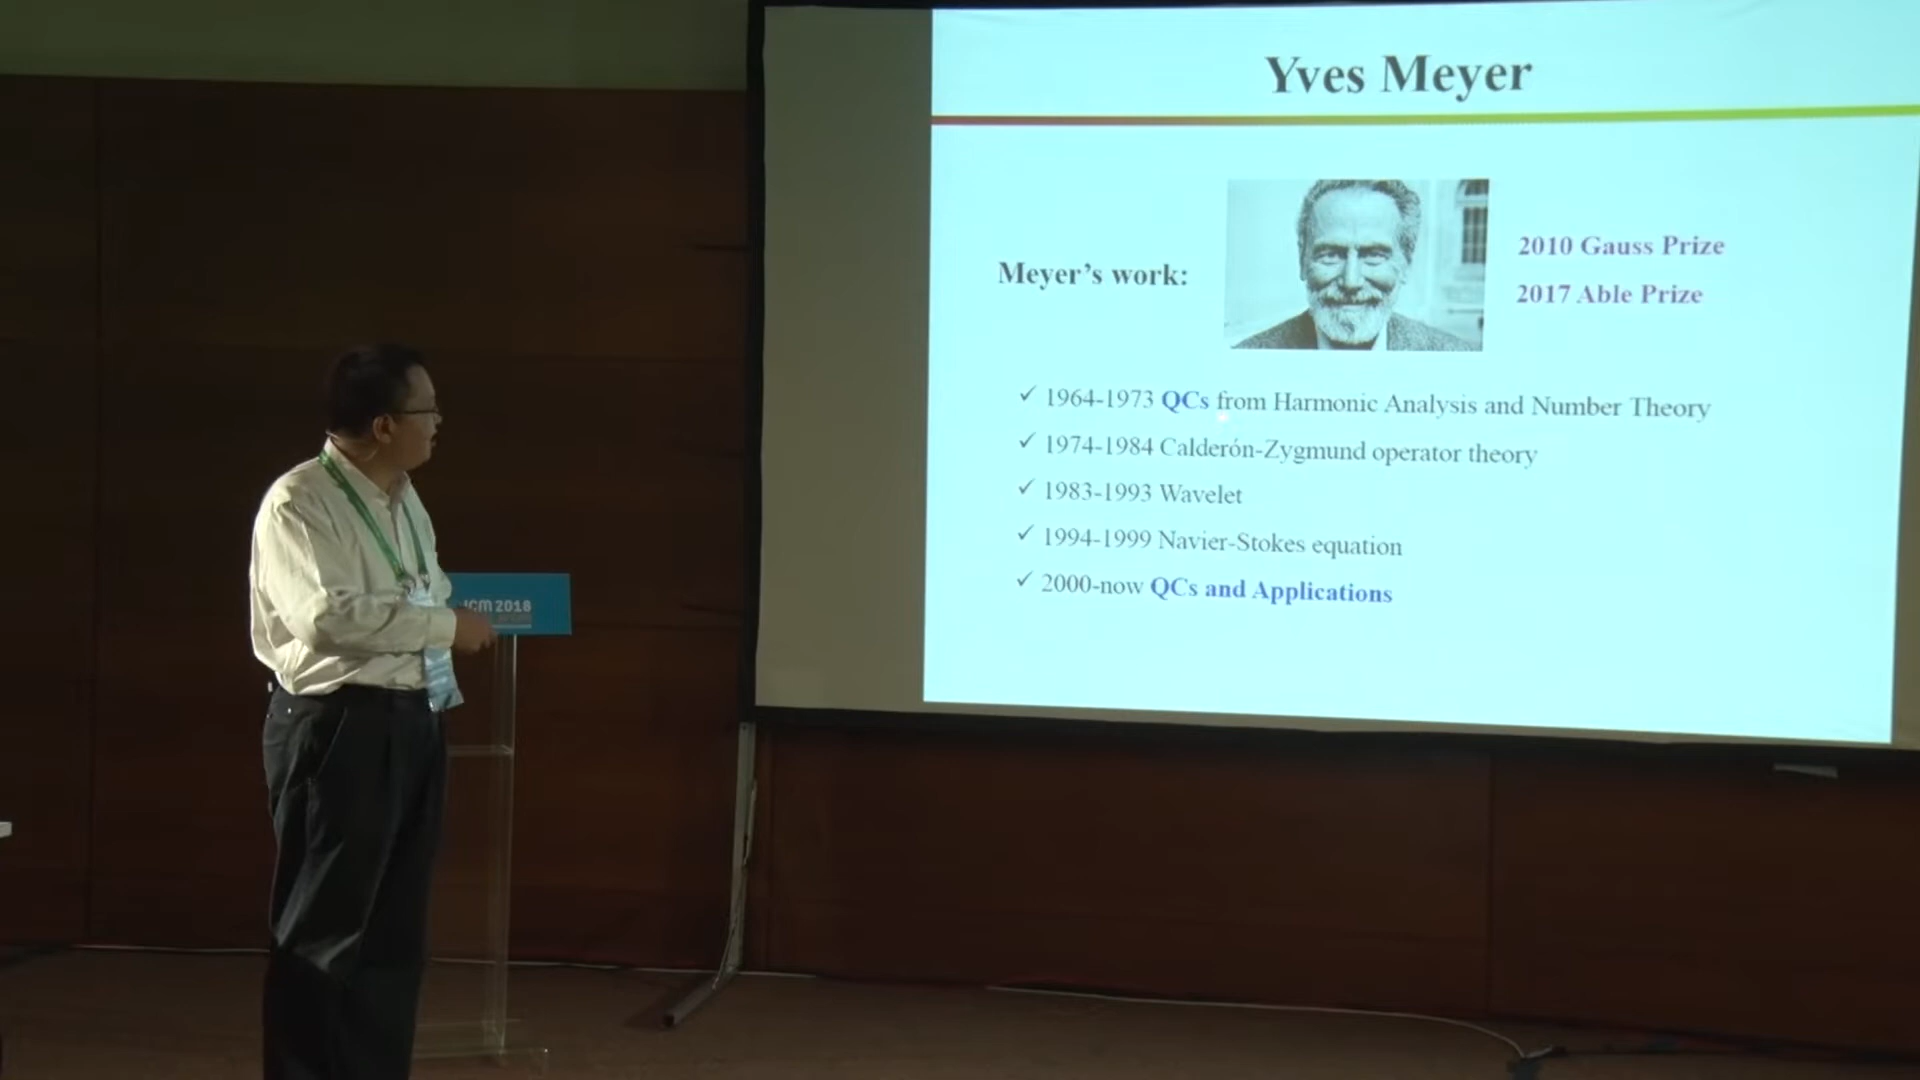 Yves Meyer
Meyer's work:
2010 Gauss Prize
2017 Able Prize
✓ 1964-1973 QCs from Harmonic Analysis and Number Theory
✓ 1974-1984 Calderón-Zygmund operator theory
✓ 1983-1993 Wavelet
✓ 1994-1999 Navier-Stokes equation
✓ 2000-now QCs and Applications
ICM 2018